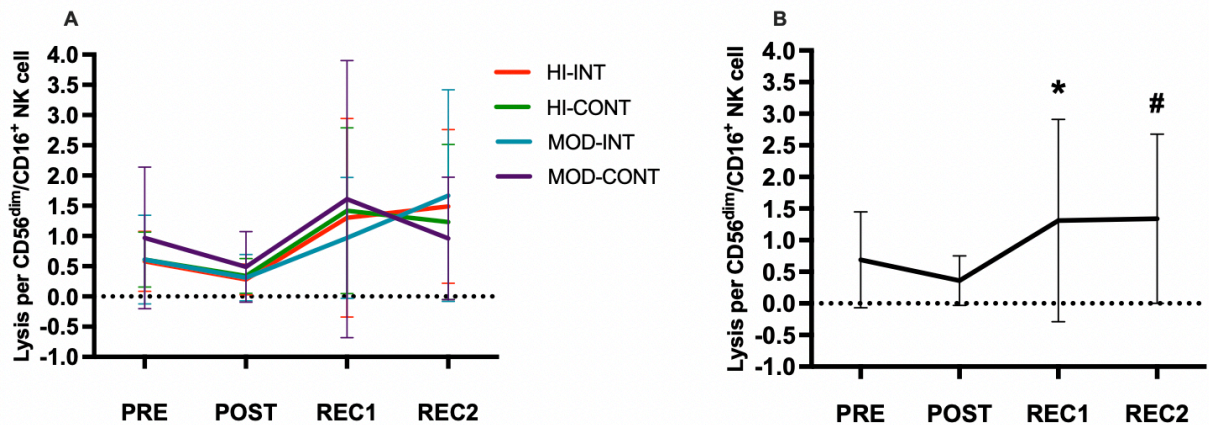 A
Lysis per CD56dim/CD16+ NK cell
4.0
3.5
3.0
2.5
2.0
1.5
1.0
0.5
0.0
-0.5
-1.0
PRE POST REC1 REC2
HI-INT
HI-CONT
MOD-INT
MOD-CONT
B
Lysis per CD56dim/CD16+ NK cell
4.0
3.5
3.0
2.5
2.0
1.5
1.0
0.5
0.0
-0.5
-1.0
*
#
PRE POST REC1 REC2